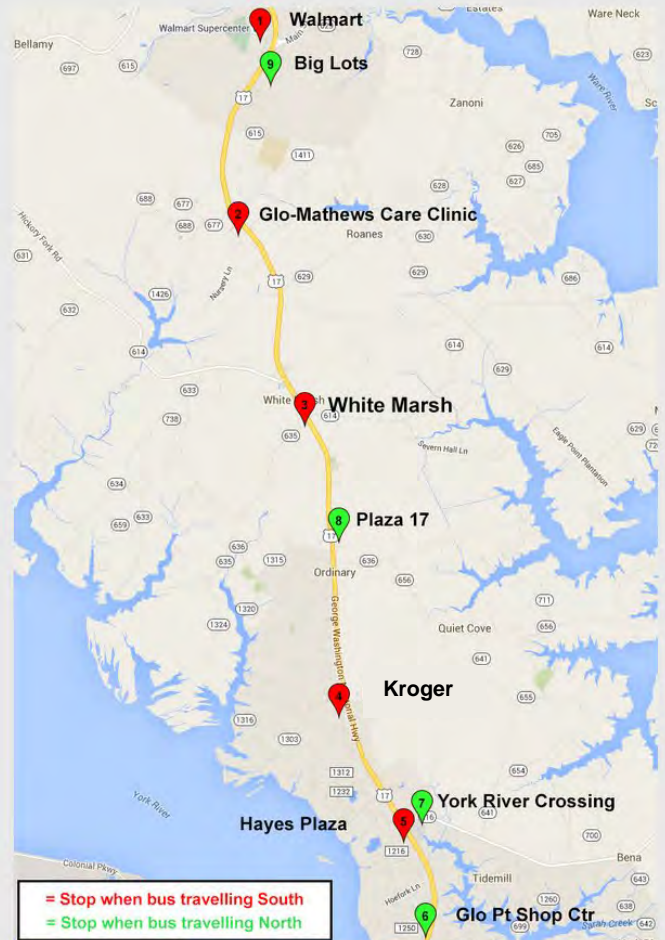 Estates
Ware Neck
1
Walmart
Walmart Supercenter
Main
Bellamy
697
615
728
9
Big Lots
Ware River
17
Zanoni
615
705
626
685
627
1411
688
677
628
2
Glo-Mathews Care Clinic
688
677
Roanes
630
Hickory Fork Rd
631
Nursery Ln
17
629
629
686
1426
632
614
614
614
629
633
White Marsh
3
614
White Marsh
738
635
629
Severn Hall Ln
Eagle Point Plantation
634
659
633
8
Plaza 17
17
636
635
1315
636
Ordinary
656
1320
711
1324
Quiet Cove
656
641
George Washington Memorial Hwy
4
Kroger
655
1316
1303
1312
654
1232
17
7
York River Crossing
York River
641
Hayes Plaza
5
1216
700
Bena
Colonial Pkwy
Tidemill
643
Hoefork Ln
1260
638
= Stop when bus travelling South
= Stop when bus travelling North
6
Glo Pt Shop Ctr
1250
699
Sarah Creek
642